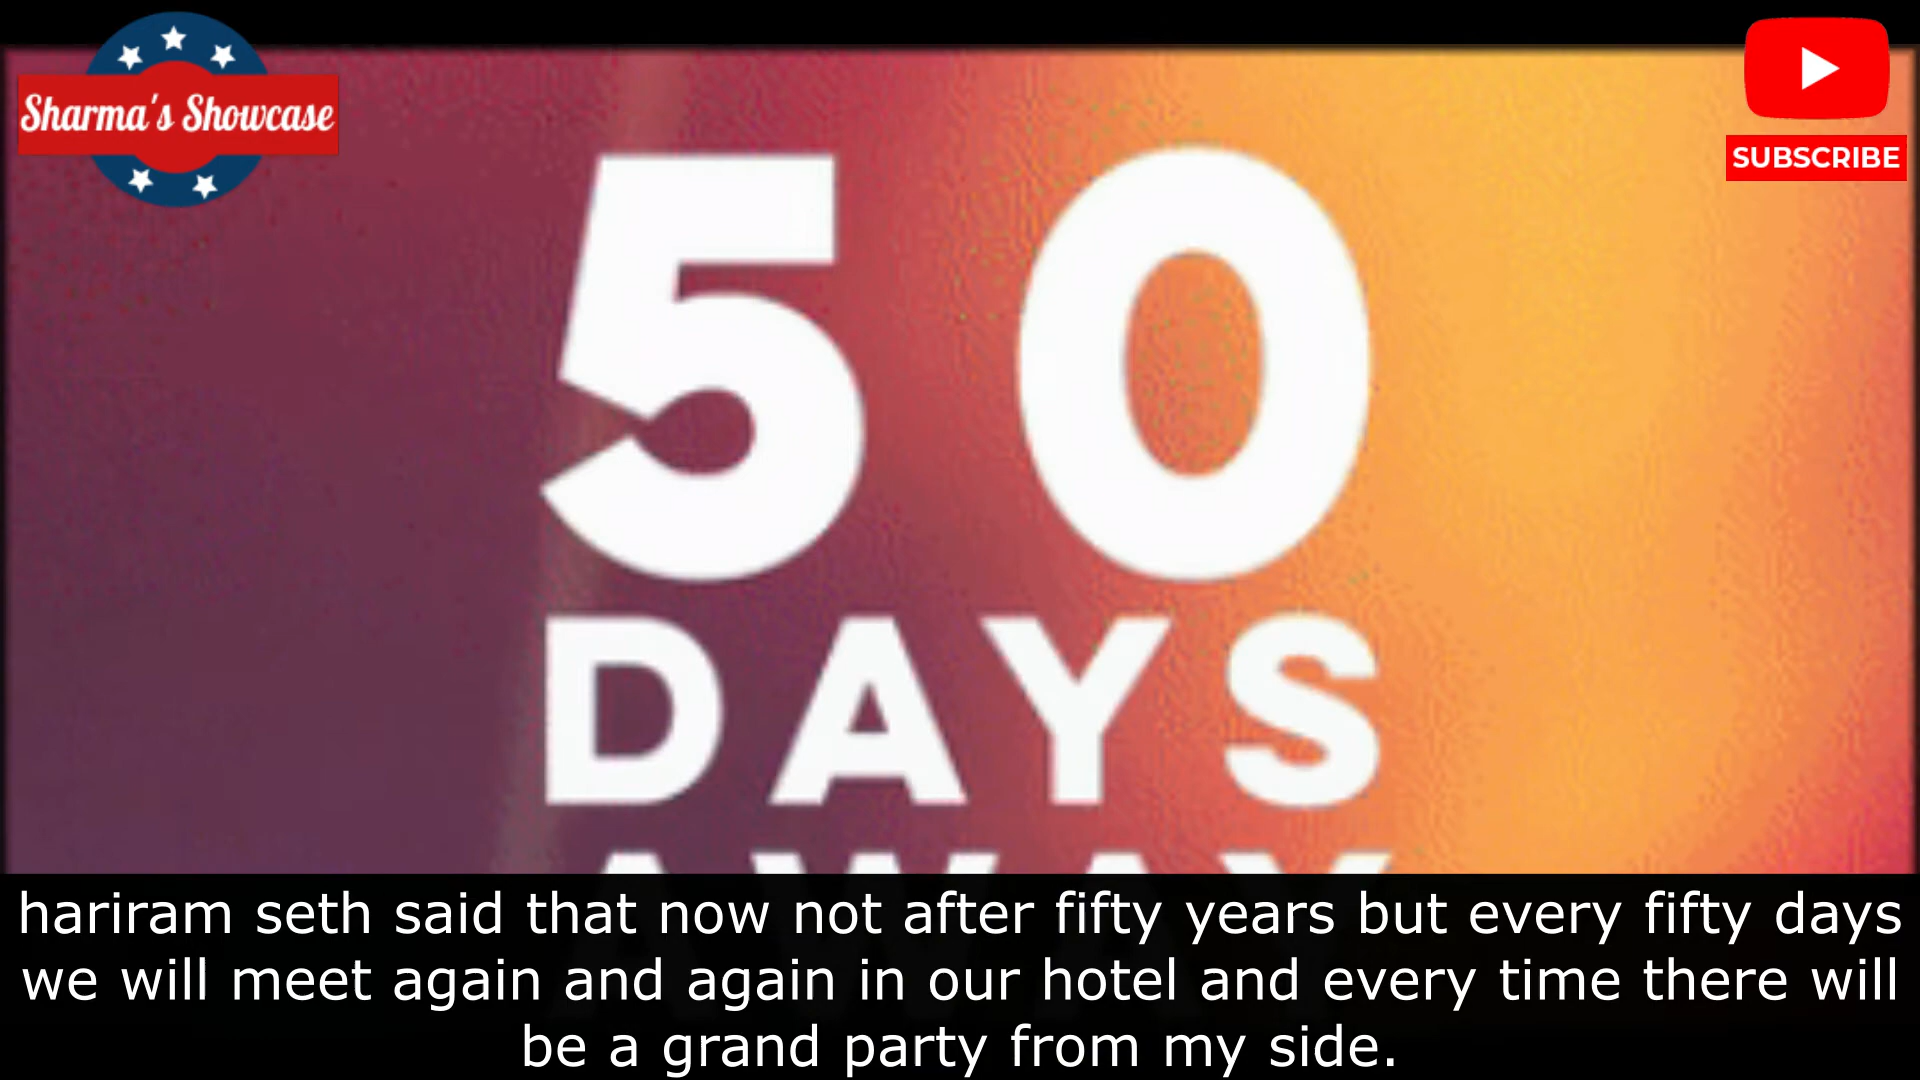 Sharma's Showcase
SUBSCRIBE
50
DAYS
AWAY
hariram seth said that now not after fifty years but every fifty days
we will meet again and again in our hotel and every time there will
be a grand party from my side.